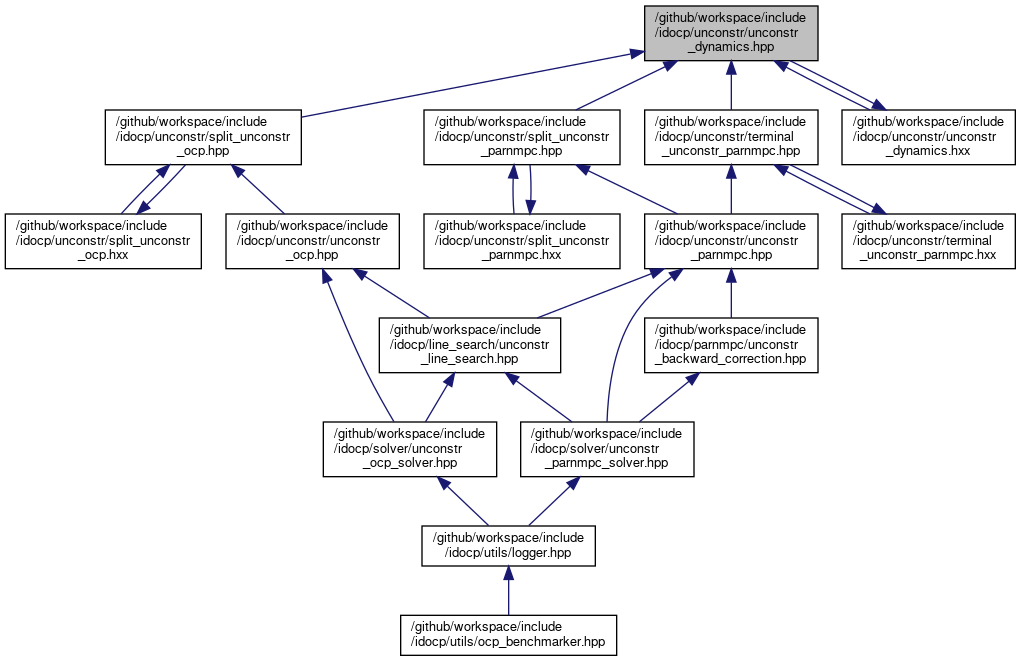 /github/workspace/include
/idocp/unconstr/unconstr
_dynamics.hpp
/github/workspace/include
/idocp/unconstr/split_unconstr
_ocp.hpp
/github/workspace/include
/idocp/unconstr/split_unconstr
_parnmpc.hpp
/github/workspace/include
/idocp/unconstr/terminal
_unconstr_parnmpc.hpp
/github/workspace/include
/idocp/unconstr/unconstr
_dynamics.hxx
/github/workspace/include
/idocp/unconstr/split_unconstr
_ocp.hxx
/github/workspace/include
/idocp/unconstr/unconstr
_ocp.hpp
/github/workspace/include
/idocp/unconstr/split_unconstr
_parnmpc.hxx
/github/workspace/include
/idocp/unconstr/unconstr
_parnmpc.hpp
/github/workspace/include
/idocp/unconstr/terminal
_unconstr_parnmpc.hxx
/github/workspace/include
/idocp/line_search/unconstr
_line_search.hpp
/github/workspace/include
/idocp/parnmpc/unconstr
_backward_correction.hpp
/github/workspace/include
/idocp/solver/unconstr
_ocp_solver.hpp
/github/workspace/include
/idocp/solver/unconstr
_parnmpc_solver.hpp
/github/workspace/include
/idocp/utils/logger.hpp
/github/workspace/include
/idocp/utils/ocp_benchmarker.hpp